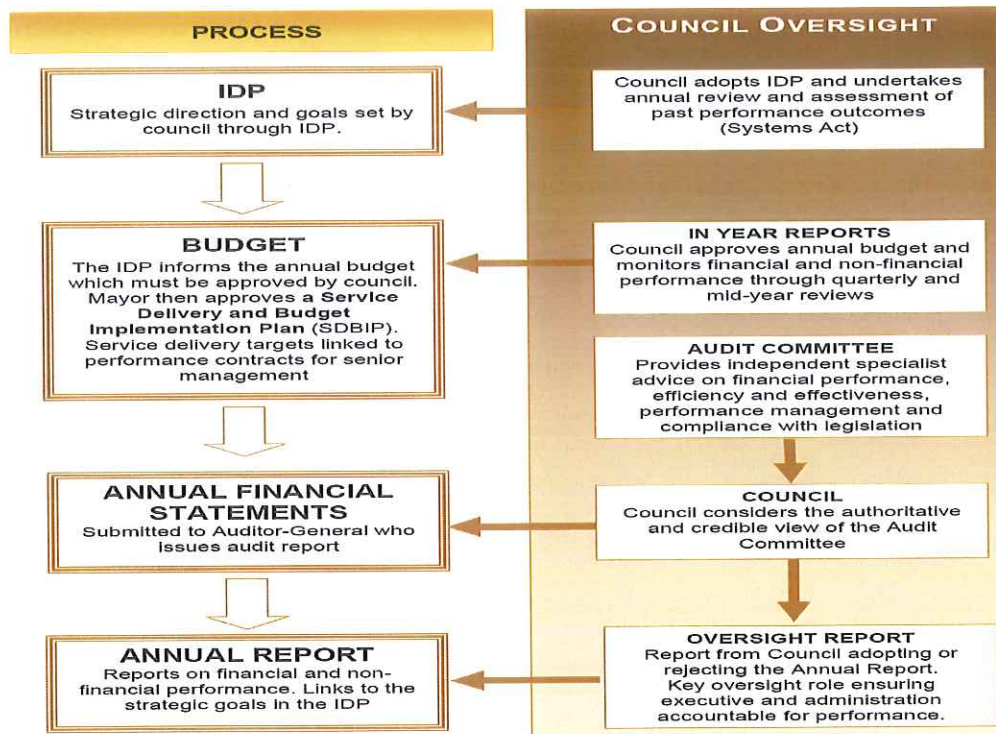 PROCESS
IDP
Strategic direction and goals set by
council through IDP.
BUDGET
The IDP informs the annual budget
which must be approved by council.
Mayor then approves a Service
Delivery and Budget
Implementation Plan (SDBIP).
Service delivery targets linked to
performance contracts for senior
management
ANNUAL FINANCIAL
STATEMENTS
Submitted to Auditor-General who
issues audit report
ANNUAL REPORT
Reports on financial and non-
financial performance. Links to the
strategic goals in the IDP
COUNCIL OVERSIGHT
Council adopts IDP and undertakes
annual review and assessment of
past performance outcomes
(Systems Act)
IN YEAR REPORTS
Council approves annual budget and
monitors financial and non-financial
performance through quarterly and
mid-year reviews
AUDIT COMMITTEE
Provides independent specialist
advice on financial performance,
efficiency and effectiveness,
performance management and
compliance with legislation
COUNCIL
Council considers the authoritative
and credible view of the Audit
Committee
OVERSIGHT REPORT
Report from Council adopting or
rejecting the Annual Report.
Key oversight role ensuring
executive and administration
accountable for performance.